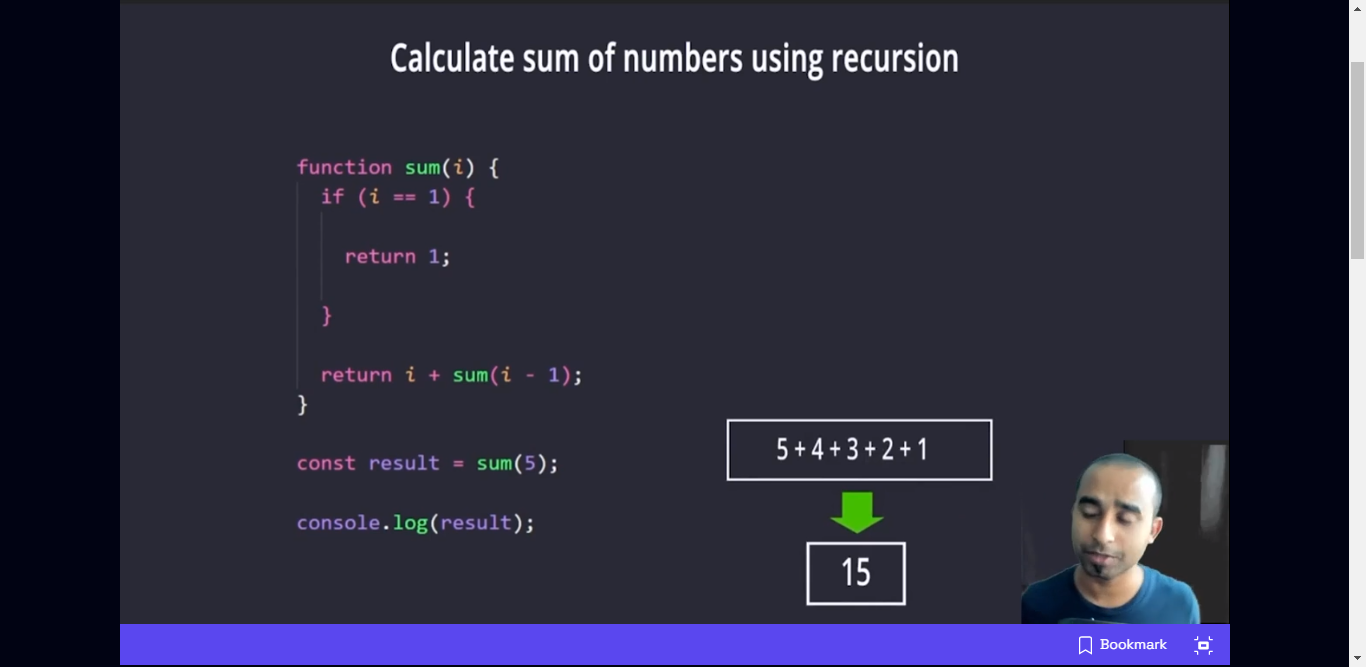 Calculate sum of numbers using recursion
function sum(i) {
if (i == 1) {
return 1;
}
return i + sum(i - 1);
}
const result = sum(5);
console.log(result);
5 + 4 + 3 + 2 + 1
15
Bookmark